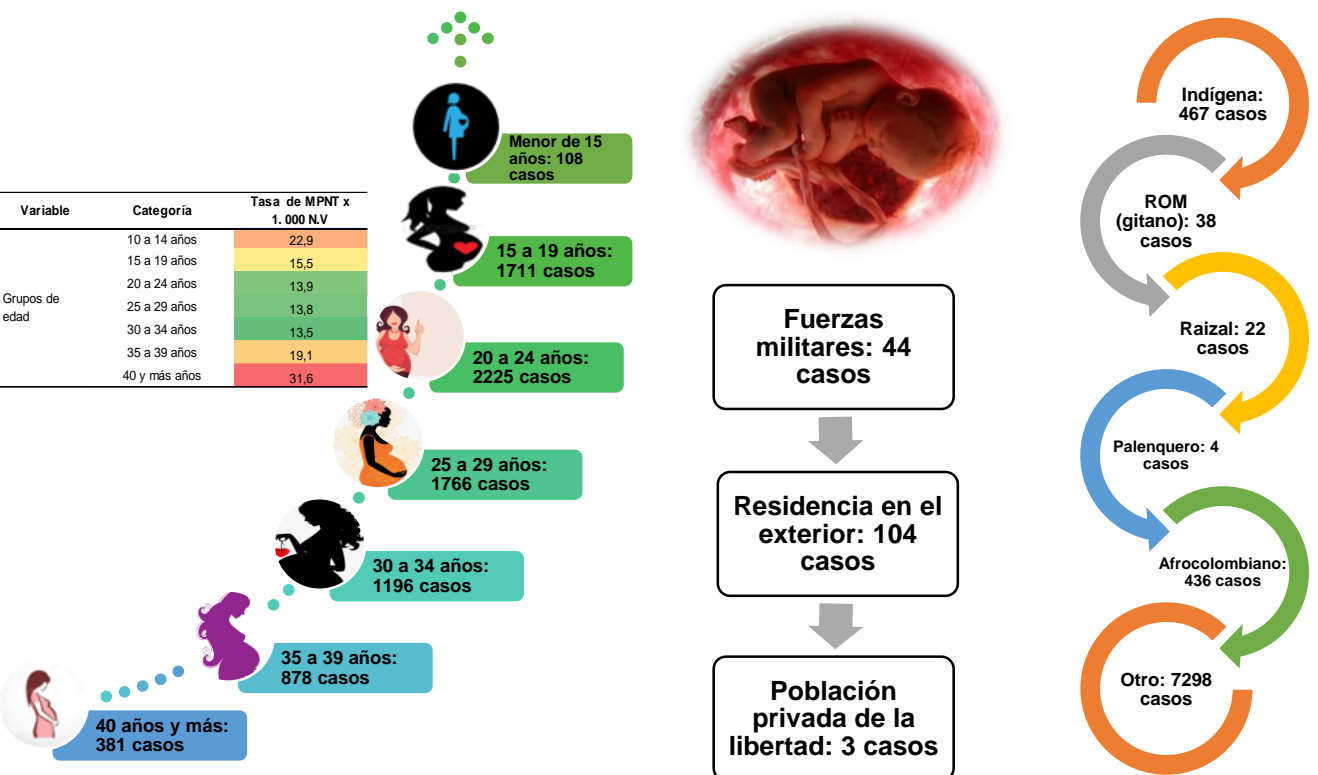 Variable Categoría Tasa de MPNT x
1. 000 N.V
Grupos de
edad
10 a 14 años 22,9
15 a 19 años 15,5
20 a 24 años 13,9
25 a 29 años 13,8
30 a 34 años 13,5
35 a 39 años 19,1
40 y más años 31,6
Menor de 15
años: 108
casos
15 a 19 años:
1711 casos
20 a 24 años:
2225 casos
25 a 29 años:
1766 casos
30 a 34 años:
1196 casos
35 a 39 años:
878 casos
40 años y más:
381 casos
Fuerzas
militares: 44
casos
Residencia en el
exterior: 104
casos
Población
privada de la
libertad: 3 casos
Indígena:
467 casos
ROM
(gitano): 38
casos
Raizal: 22
casos
Palenquero: 4
casos
Afrocolombiano:
436 casos
Otro: 7298
casos